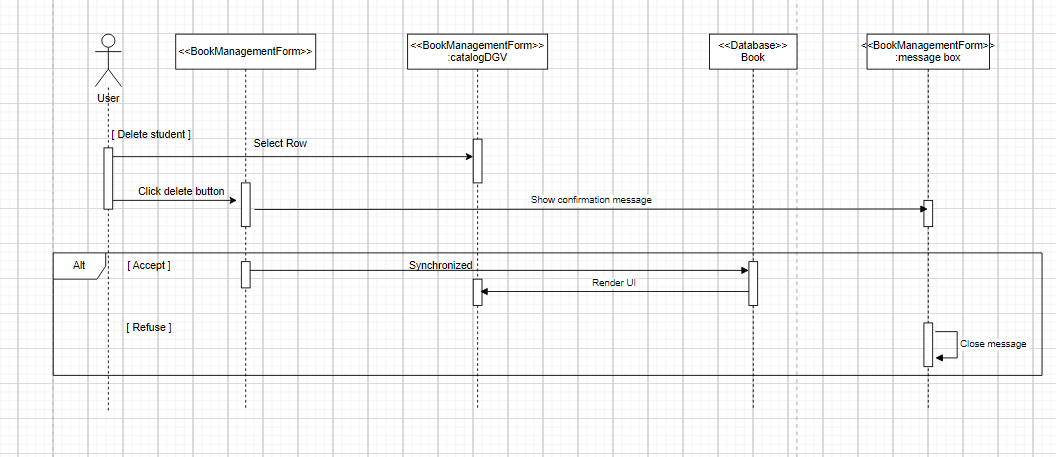 <<BookManagementForm>>
<<BookManagementForm>>
:catalogDGV
<<Database>>
Book
<<BookManagementForm>>
:message box
User
[ Delete student ]
Select Row
Click delete button
Show confirmation message
Alt
[ Accept ]
Synchronized
Render UI
[ Refuse ]
Close message